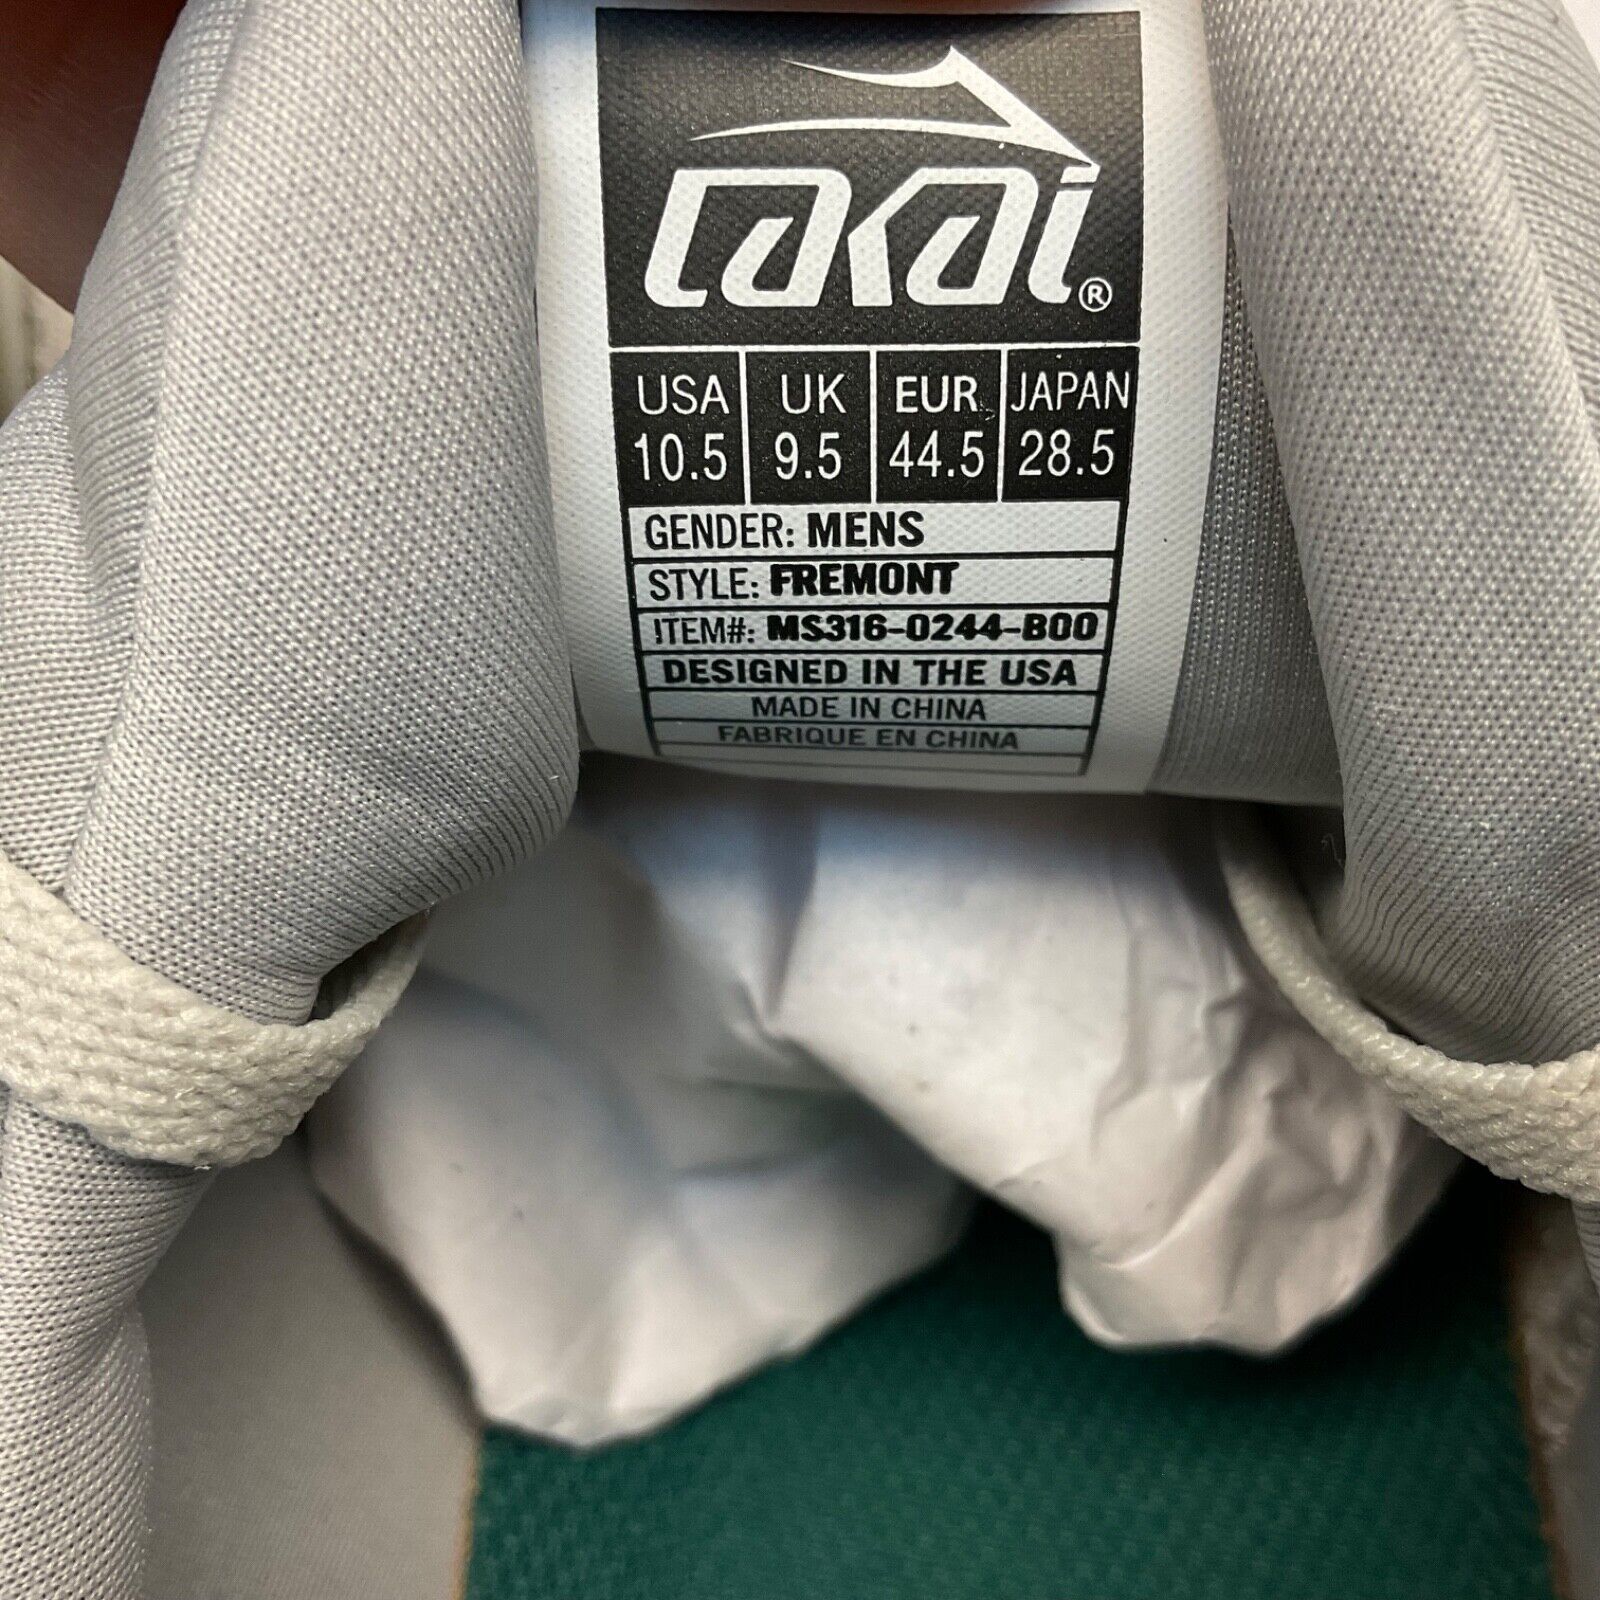 Lakai ®
USA UK EUR JAPAN
10.5 9.5 44.5 28.5
GENDER: MENS
STYLE: FREMONT
ITEM#: MS316-0244-B00
DESIGNED IN THE USA
MADE IN CHINA
FABRIQUE EN CHINA